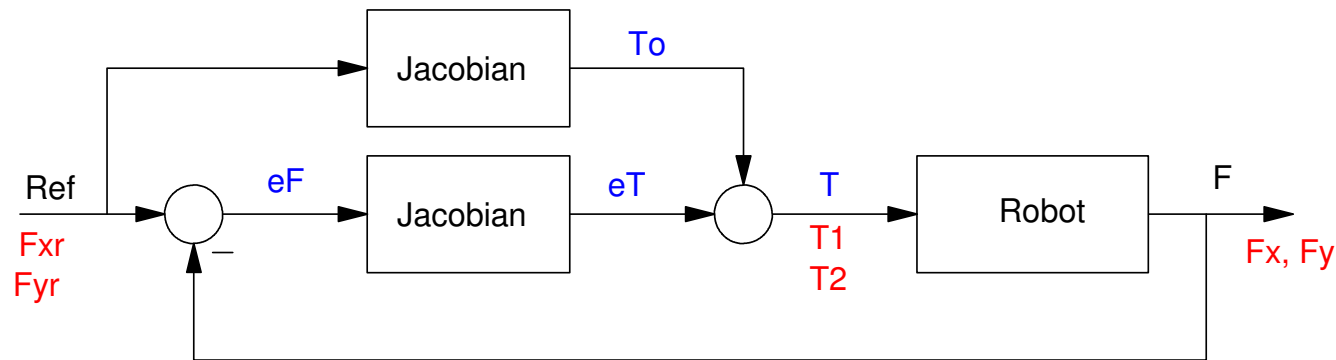 To
Jacobian
Ref
eF
Jacobian
eT
T
Robot
F
Fxr
Fyr
–
T1
T2
Fx, Fy